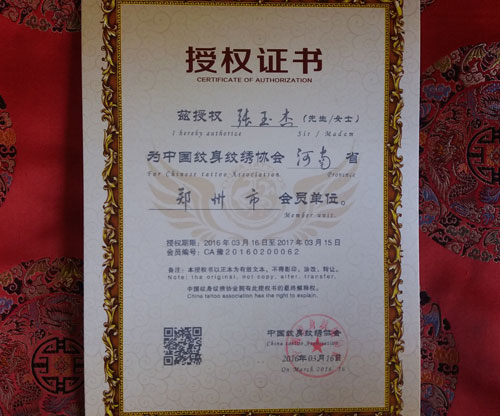 授权证书
CERTIFICATE OF AUTHORIZATION
兹授权 张玉杰 (先生/女士)
I hereby authorize Sir / Madam
为中国纹身纹绣协会 河南 省
For Chinese tattoo Association Province
郑州市 会员单位。
Member unit.
授权期限：2016年03月16日至2017年03月15日
会员编号：CA豫20160200062
备注：本授权书以正本为有效文本，不得影印、涂改、转让。
Note: the original, not copy, alter, transfer.
中国纹身纹绣协会拥有此授权书的最终解释权。
China tattoo association has the right to explain.
中国纹身纹绣协会
China tattoo Association
2016年03月16日
On March 2016, 16